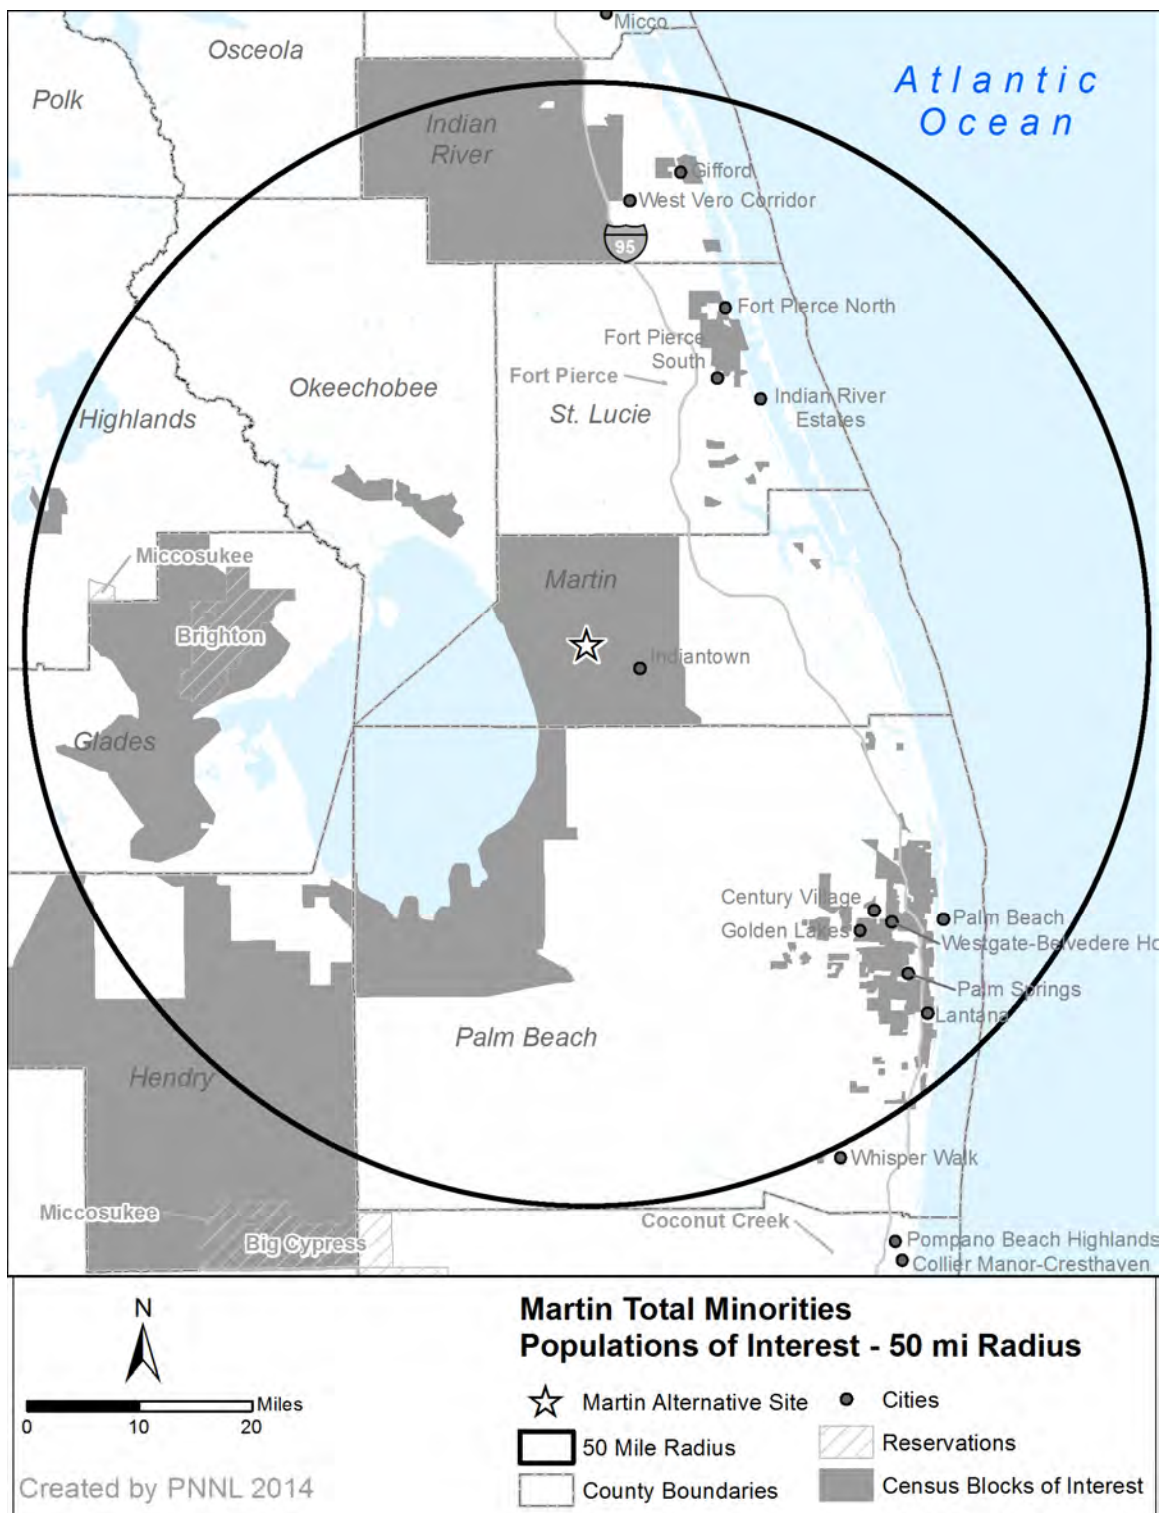 Micco
Osceola
Atlantic
Ocean
Polk
Indian
River
Gifford
West Vero Corridor
95
Fort Pierce North
Fort Pierce
South
Fort Pierce
Okeechobee
Indian River
Estates
St. Lucie
Highlands
Miccosukee
Martin
Brighton
Indiantown
Glades
Century Village
Palm Beach
Golden Lakes
Westgate-Belvedere Ho
Palm Springs
Lantana
Palm Beach
Hendry
Whisper Walk
Miccosukee
Coconut Creek
Big Cypress
Pompano Beach Highlands
Collier Manor-Cresthaven
N
Miles
0 10 20
Created by PNNL 2014
Martin Total Minorities
Populations of Interest - 50 mi Radius
Martin Alternative Site
Cities
50 Mile Radius
Reservations
County Boundaries
Census Blocks of Interest